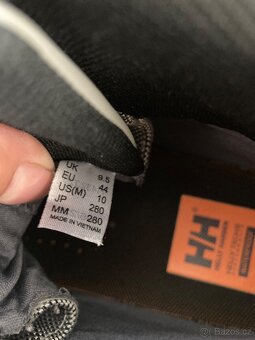 UK 9.5
EU 44
US(M) 10
JP 280
MM 280
MADE IN VIETNAM
HH
HELLY HANSEN
Bazos.cz